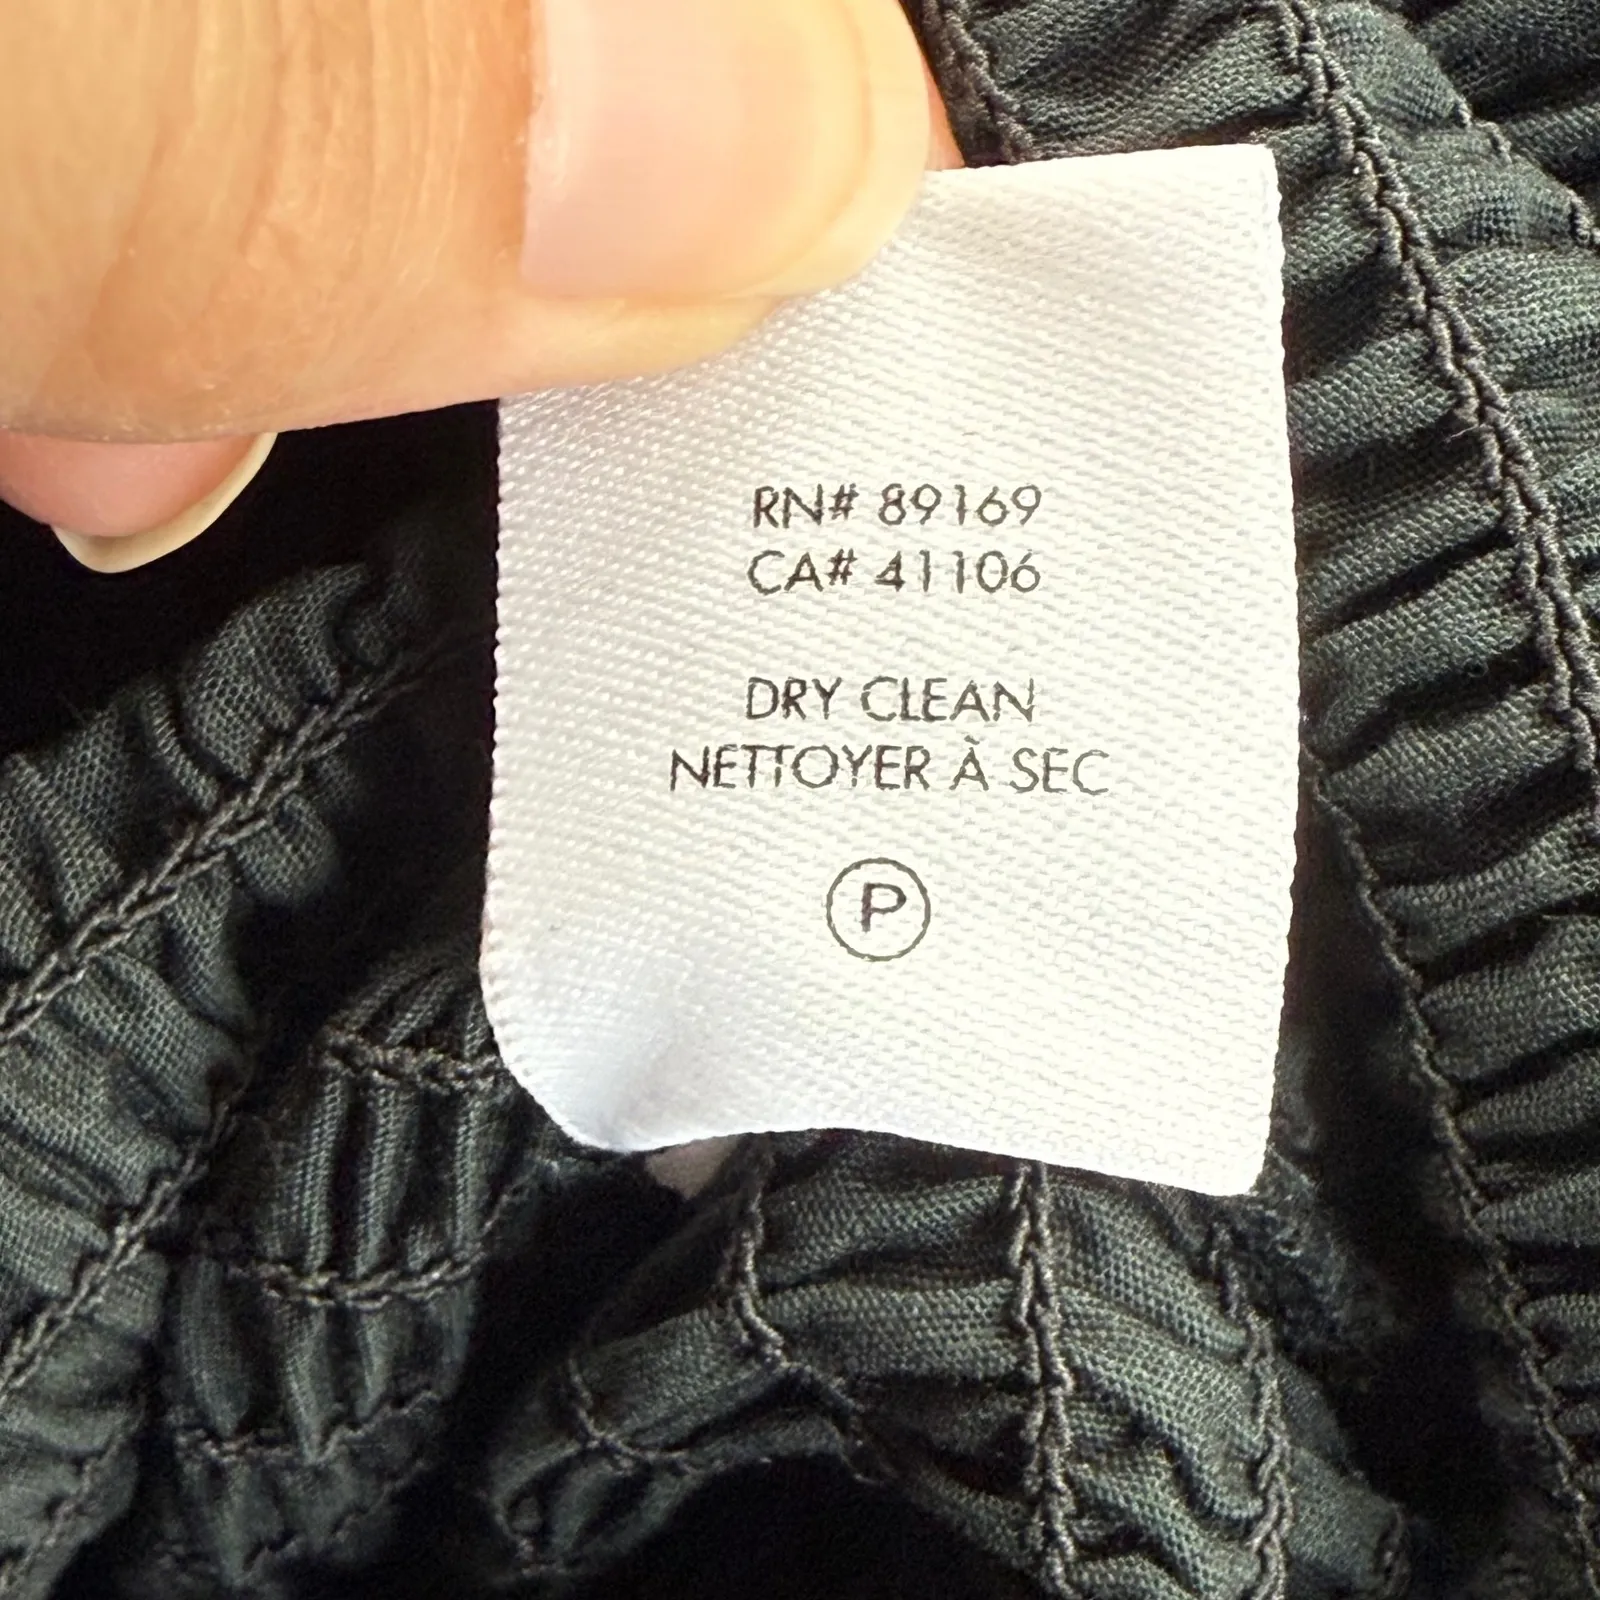 RN# 89169
CA# 41106
DRY CLEAN
NETTOYER À SEC
P